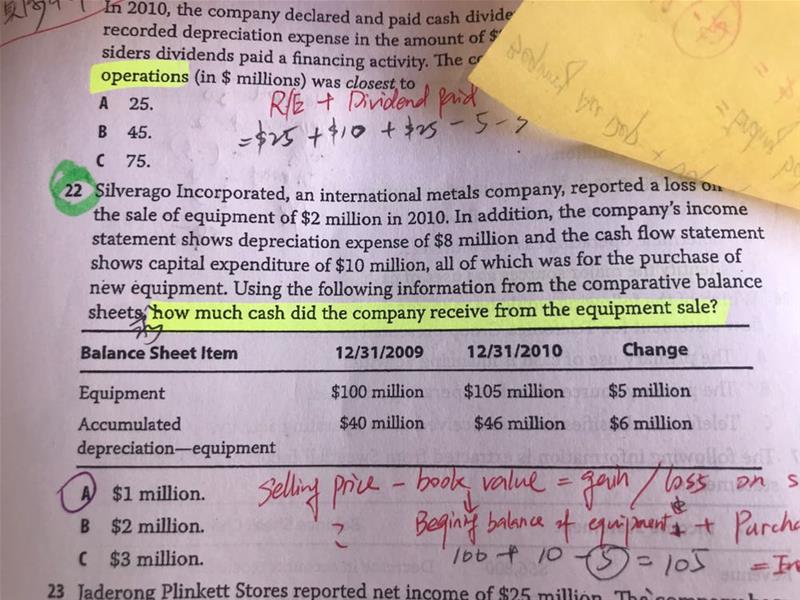 In 2010, the company declared and paid cash divide
recorded depreciation expense in the amount of $
siders dividends paid a financing activity. The c
operations (in $ millions) was closest to
A 25.
R/E + Dividend paid
B 45.
= $25 + $10 + $25 - 5 -
C 75.
22 Silverago Incorporated, an international metals company, reported a loss on
the sale of equipment of $2 million in 2010. In addition, the company's income
statement shows depreciation expense of $8 million and the cash flow statement
shows capital expenditure of $10 million, all of which was for the purchase of
new equipment. Using the following information from the comparative balance
sheets, how much cash did the company receive from the equipment sale?
Balance Sheet Item 12/31/2009 12/31/2010 Change
Equipment $100 million $105 million $5 million
Accumulated $40 million $46 million $6 million
depreciation—equipment
A $1 million.
Selling price - book value = gain / loss on s
B $2 million.
? Begining balance of equipment + Purcha
C $3 million.
100 + 10 - 5 = 105 = In
23 Jaderong Plinkett Stores reported net income of $25 million. The